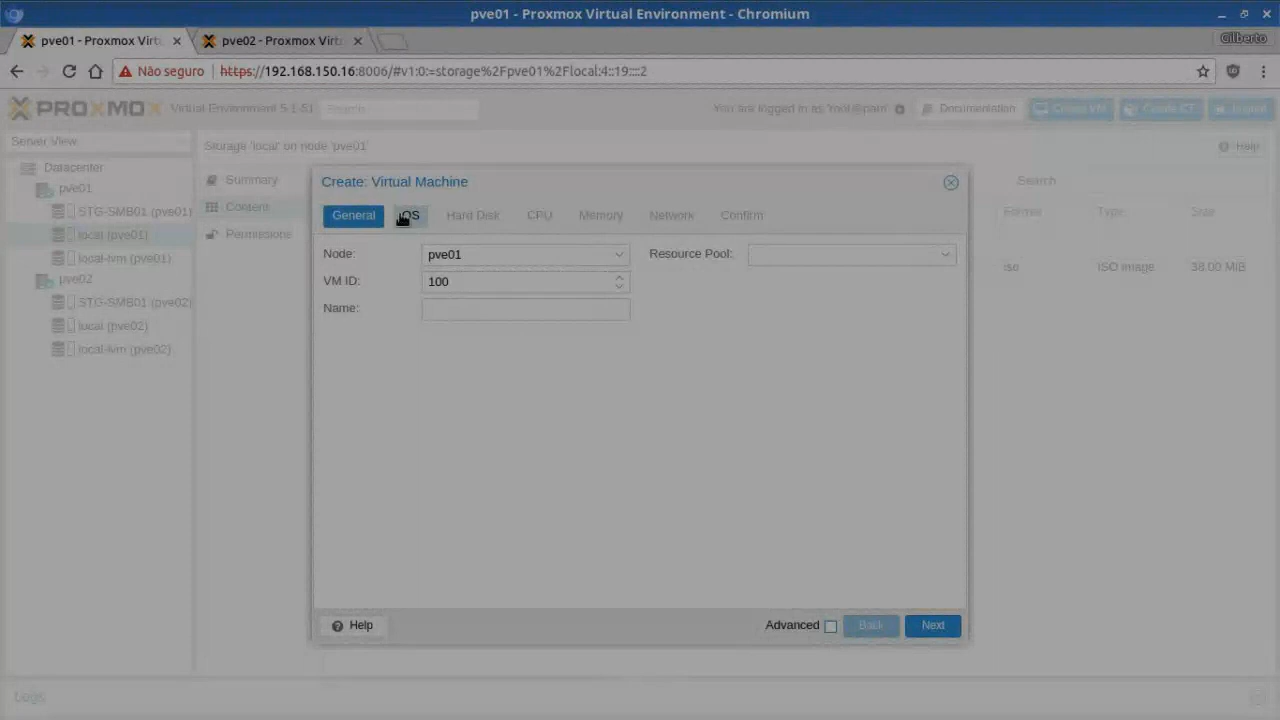 pve01 - Proxmox Virtual Environment - Chromium
pve01 - Proxmox Virt
pve02 - Proxmox Virt
Gilberto
Não seguro
https://192.168.150.16:8006/#v1:0:=storage%2Fpve01%2Flocal:4::19::::2
PROXMOX Virtual Environment 5.1-51 Search
You are logged in as 'root@pam'
Documentation
Create VM
Create CT
Logout
Server View
Storage 'local' on node 'pve01'
Help
Datacenter
pve01
STG-SMB01 (pve01)
local (pve01)
local-lvm (pve01)
pve02
STG-SMB01 (pve02)
local (pve02)
local-lvm (pve02)
Summary
Content
Permissions
Search
Format
Type
Size
iso
ISO image
38.00 MiB
Create: Virtual Machine
General
OS
Hard Disk
CPU
Memory
Network
Confirm
Node: pve01
Resource Pool:
VM ID: 100
Name:
Help
Advanced
Back
Next
Logs